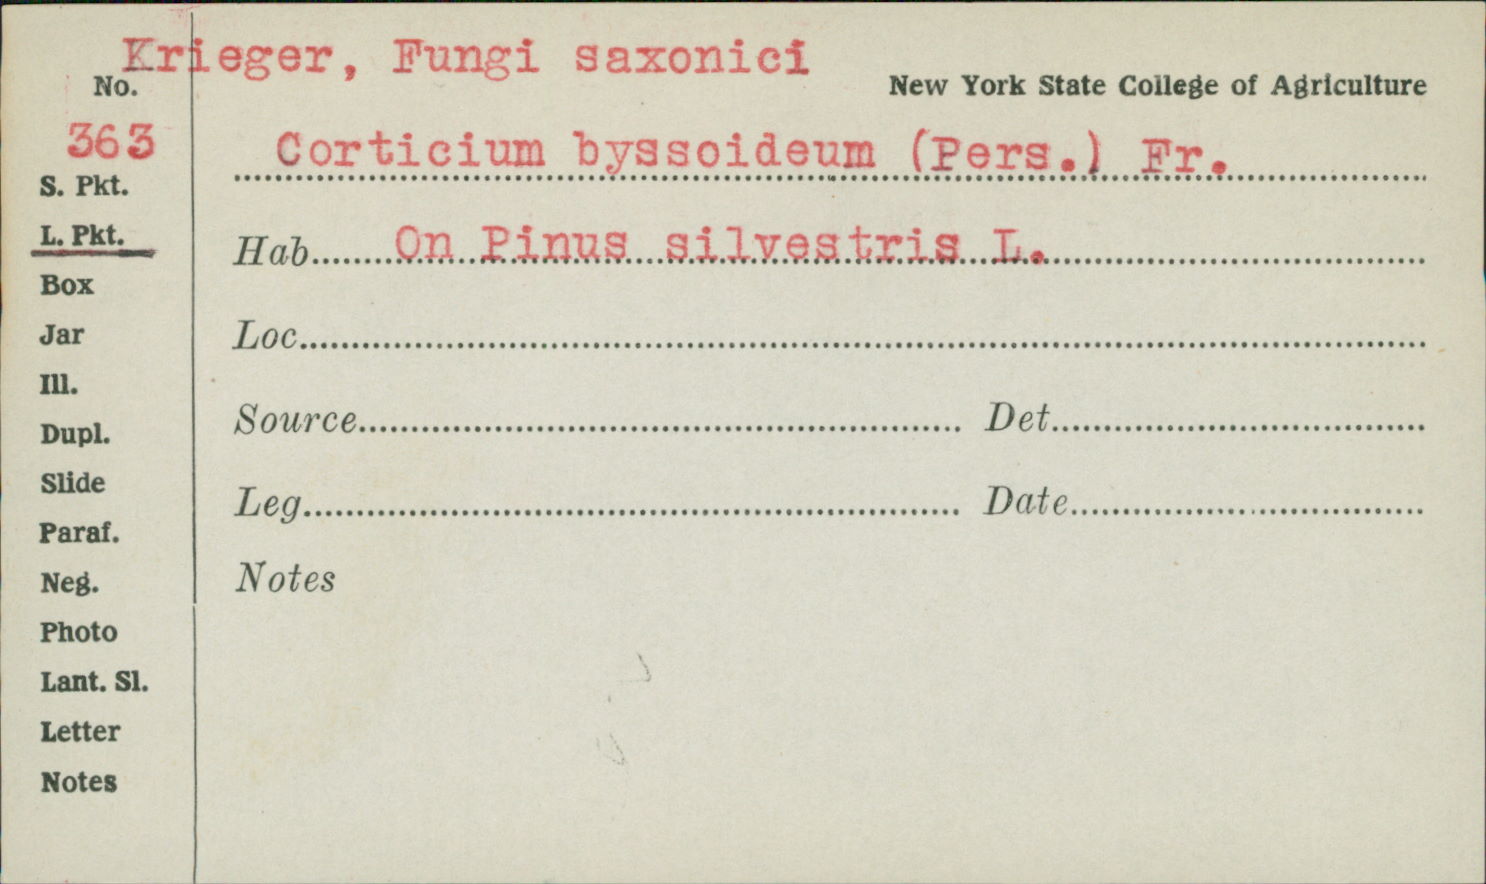 Krieger, Fungi saxonici
No.
New York State College of Agriculture
363
Corticium byssoideum (Pers.) Fr.
S. Pkt.
L. Pkt.
Hab. On Pinus silvestris L.
Box
Jar
Loc.
Ill.
Source
Det.
Dupl.
Slide
Leg.
Date
Paraf.
Neg.
Notes
Photo
Lant. Sl.
Letter
Notes